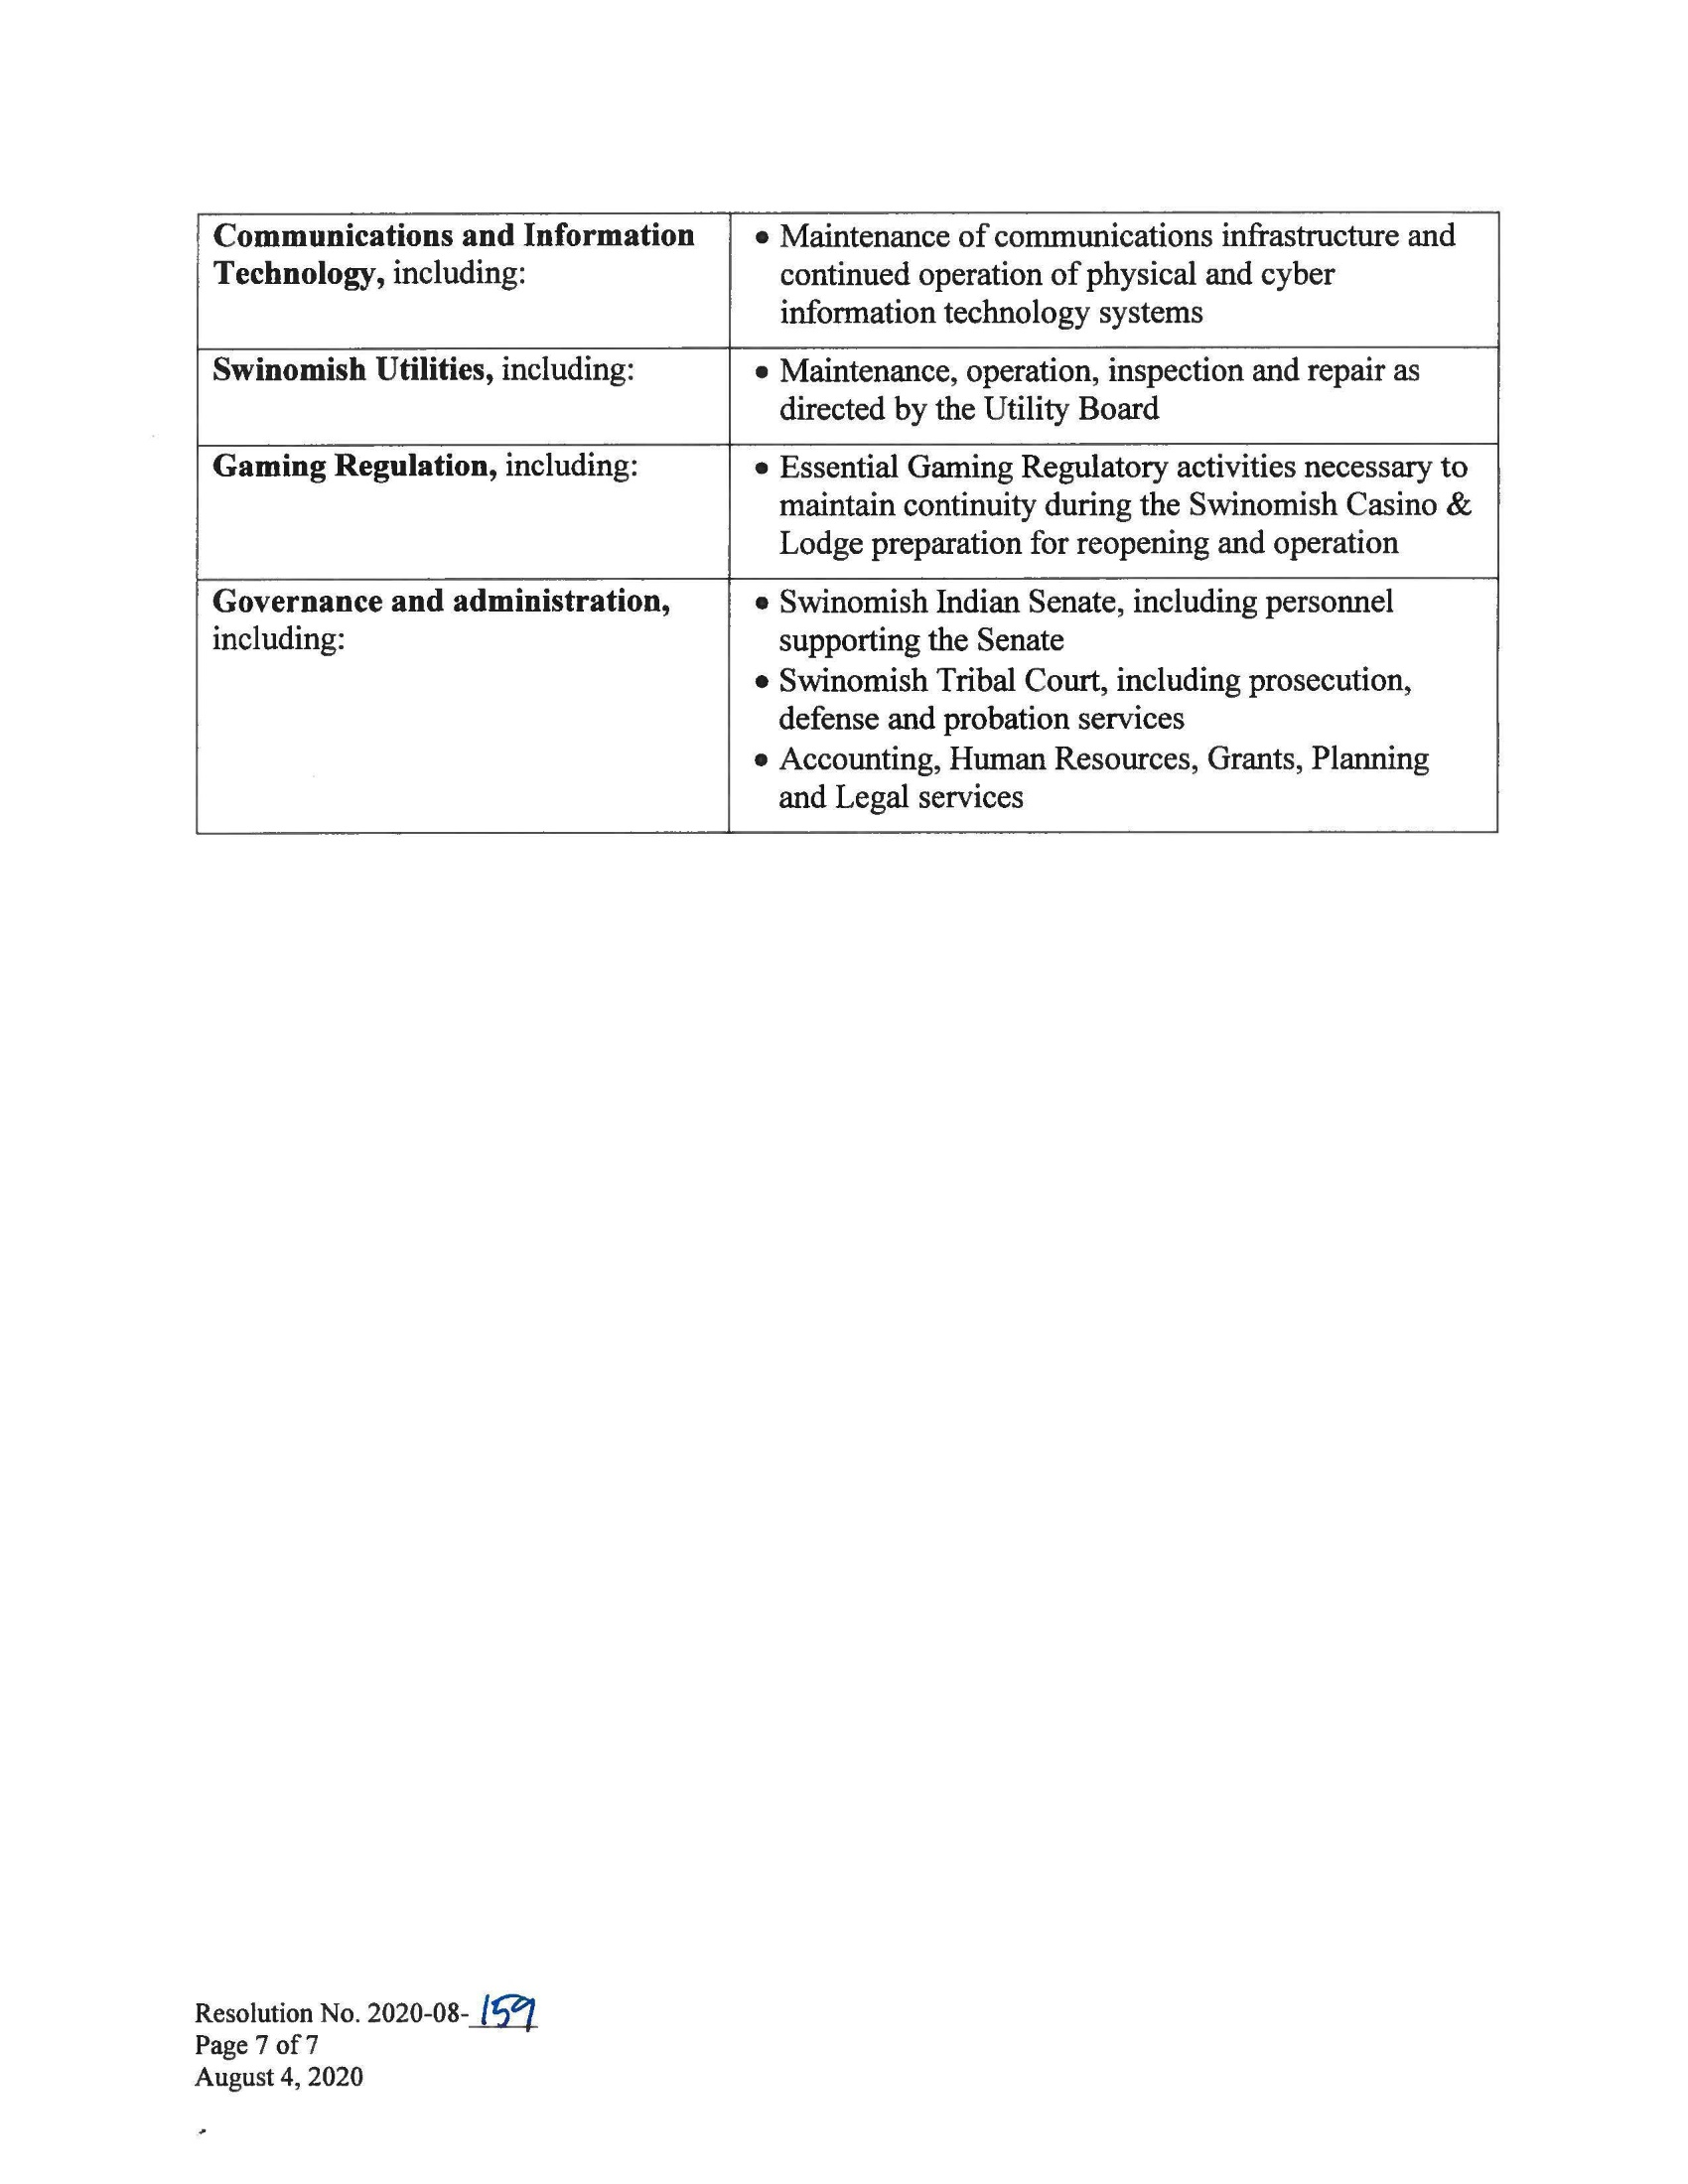 Communications and Information
Technology, including:
• Maintenance of communications infrastructure and
continued operation of physical and cyber
information technology systems
Swinomish Utilities, including:
• Maintenance, operation, inspection and repair as
directed by the Utility Board
Gaming Regulation, including:
• Essential Gaming Regulatory activities necessary to
maintain continuity during the Swinomish Casino &
Lodge preparation for reopening and operation
Governance and administration,
including:
• Swinomish Indian Senate, including personnel
supporting the Senate
• Swinomish Tribal Court, including prosecution,
defense and probation services
• Accounting, Human Resources, Grants, Planning
and Legal services
Resolution No. 2020-08-159
Page 7 of 7
August 4, 2020